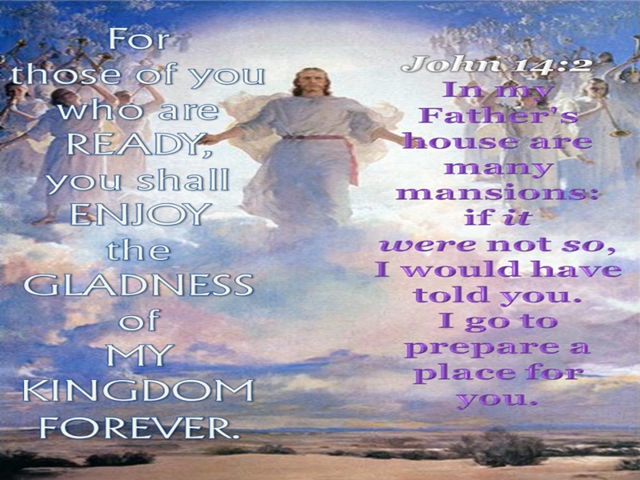 For
those of you
who are
READY,
you shall
ENJOY
the
GLADNESS
of
MY
KINGDOM
FOREVER.
John 14:2
In my
Father's
house are
many
mansions:
if it
were not so,
I would have
told you.
I go to
prepare a
place for
you.